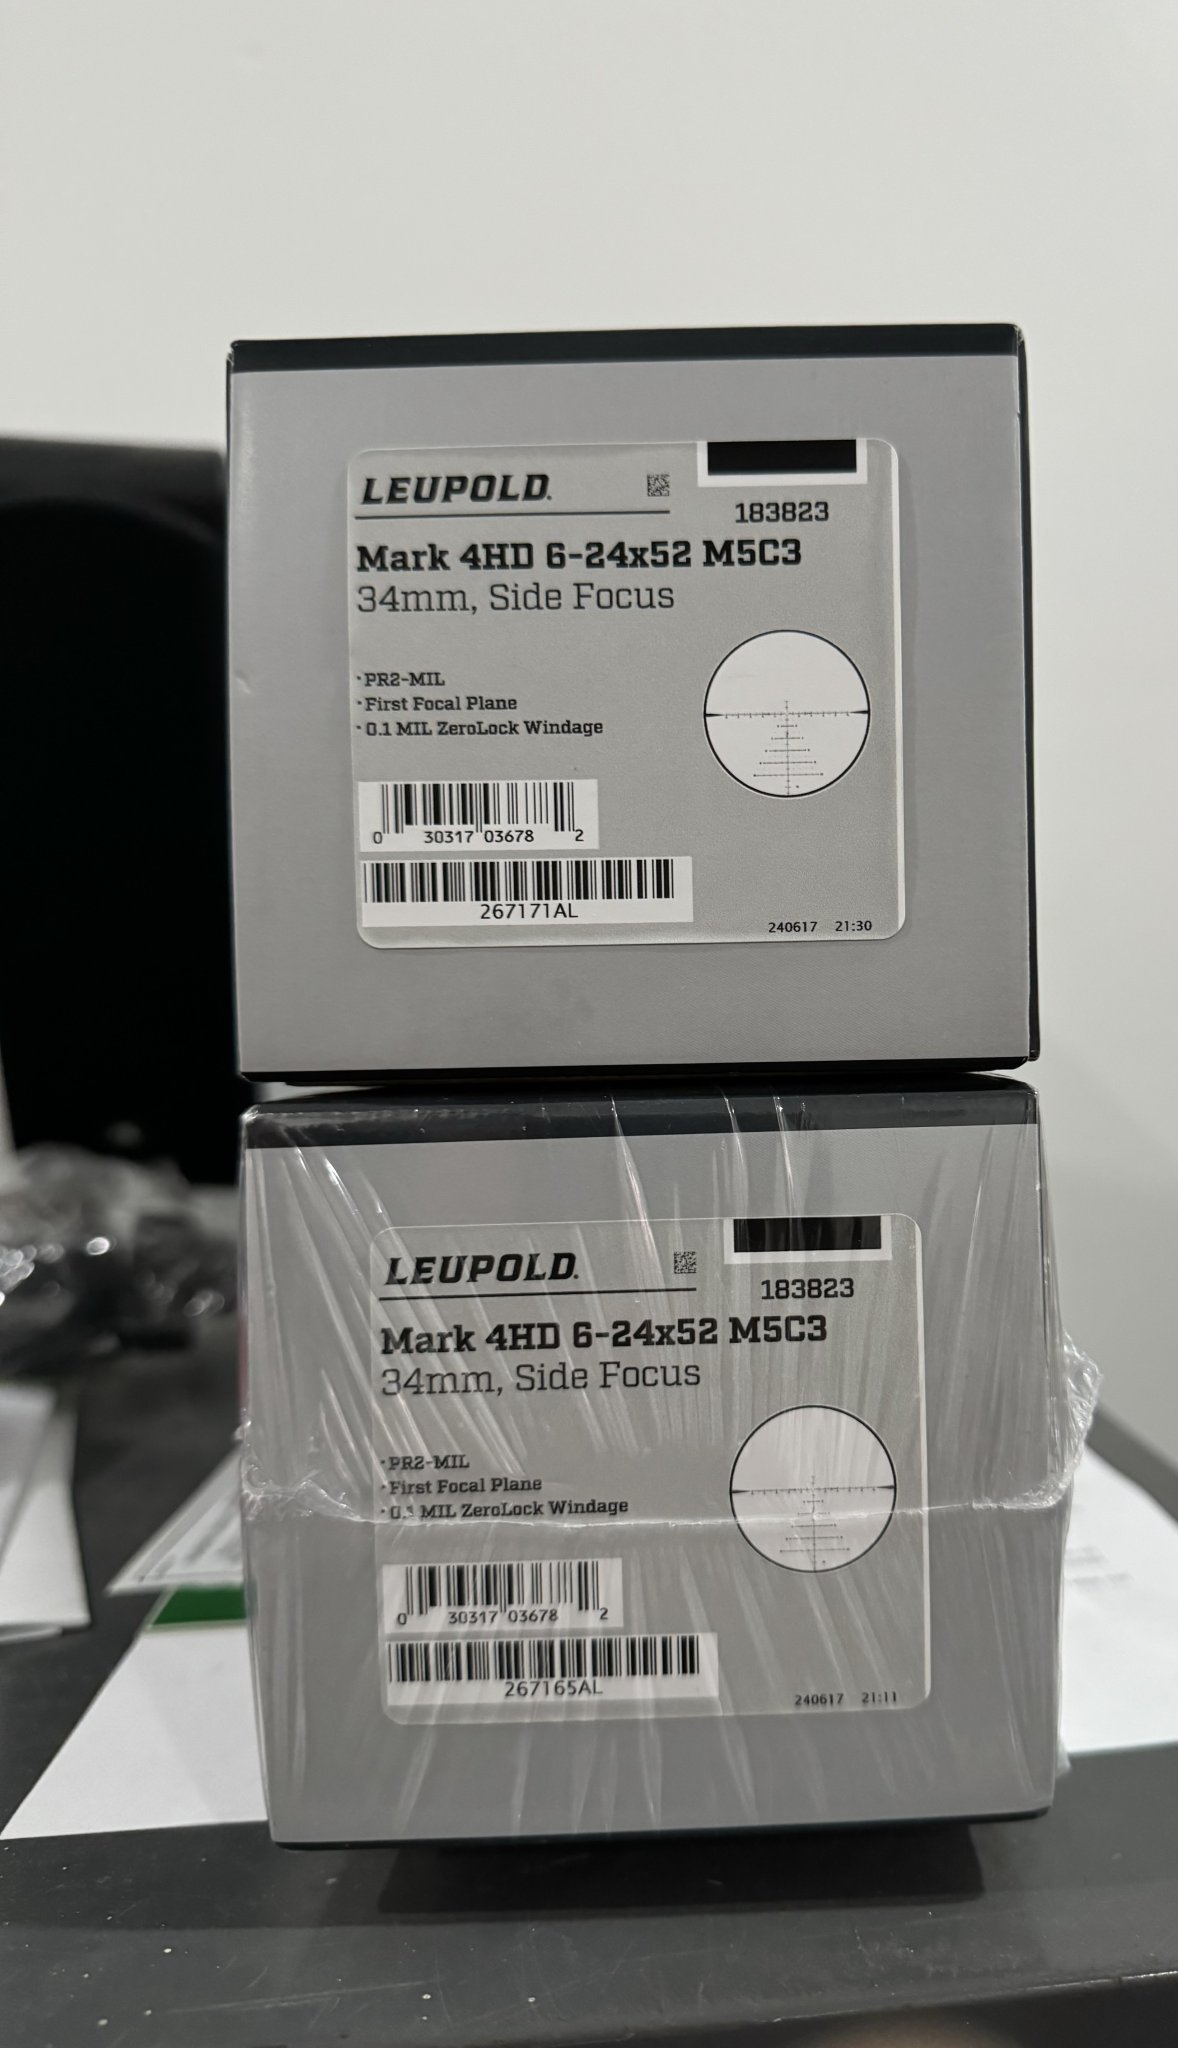 LEUPOLD
183823
Mark 4HD 6-24x52 M5C3
34mm, Side Focus
·PR2-MIL
·First Focal Plane
·0.1 MIL ZeroLock Windage
0 30317 03678 2
267171AL
240617 21:30
LEUPOLD
183823
Mark 4HD 6-24x52 M5C3
34mm, Side Focus
·PR2-MIL
·First Focal Plane
·0.1 MIL ZeroLock Windage
0 30317 03678 2
267165AL
240617 21:11